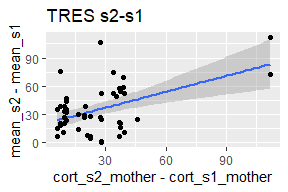 TRES s2-s1
mean_s2 - mean_s1
90
60
30
0
30
60
90
cort_s2_mother - cort_s1_mother